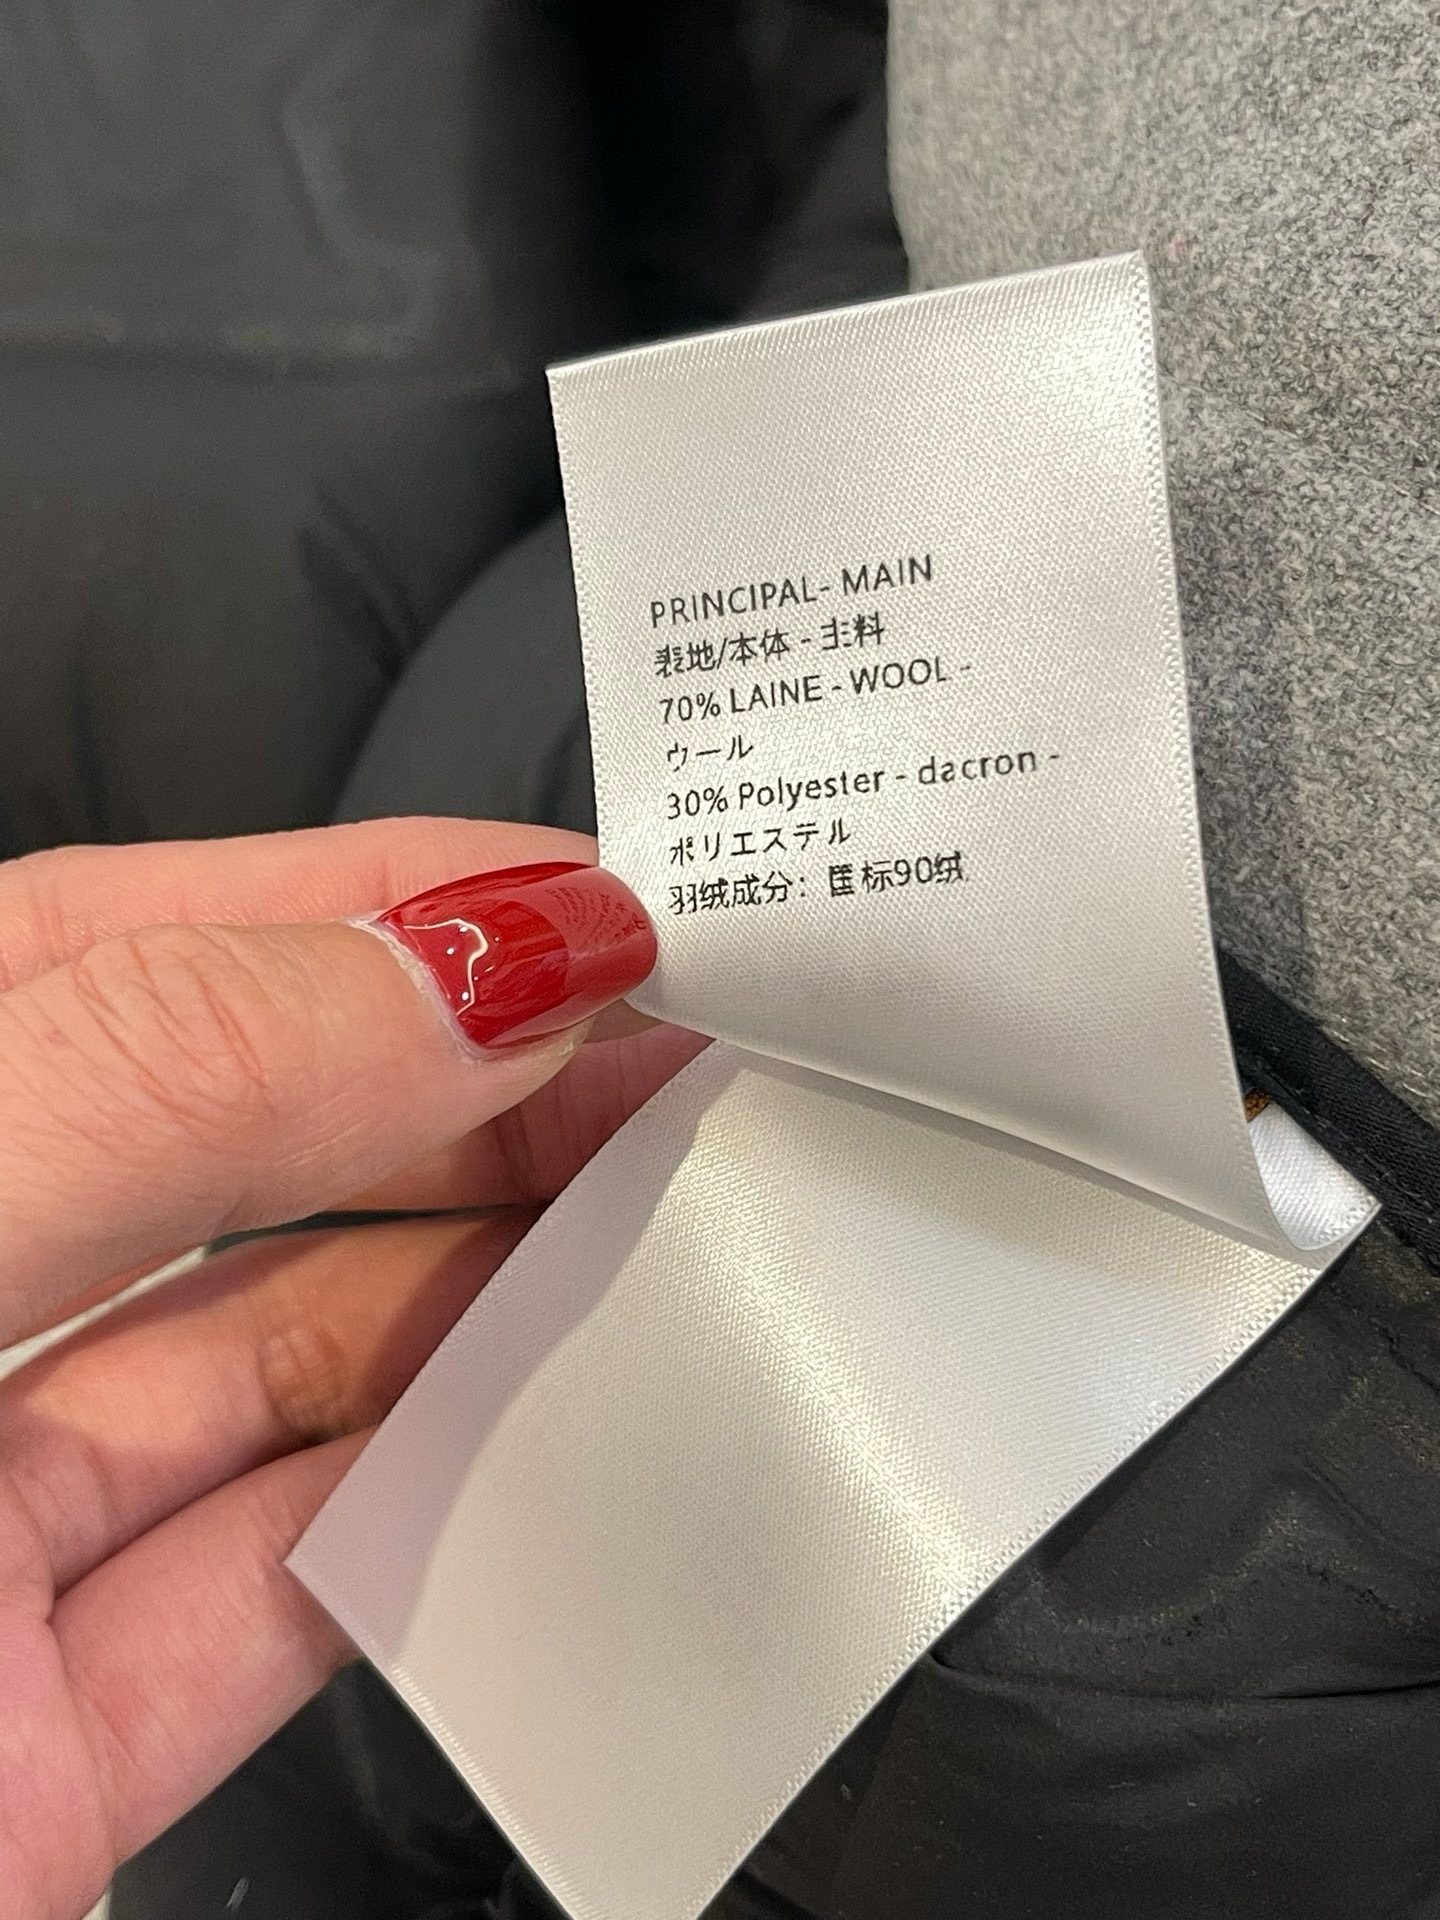 PRINCIPAL- MAIN
表地/本体 - 主料
70% LAINE - WOOL -
ウール
30% Polyester - dacron -
ポリエステル
羽绒成分：国标90绒